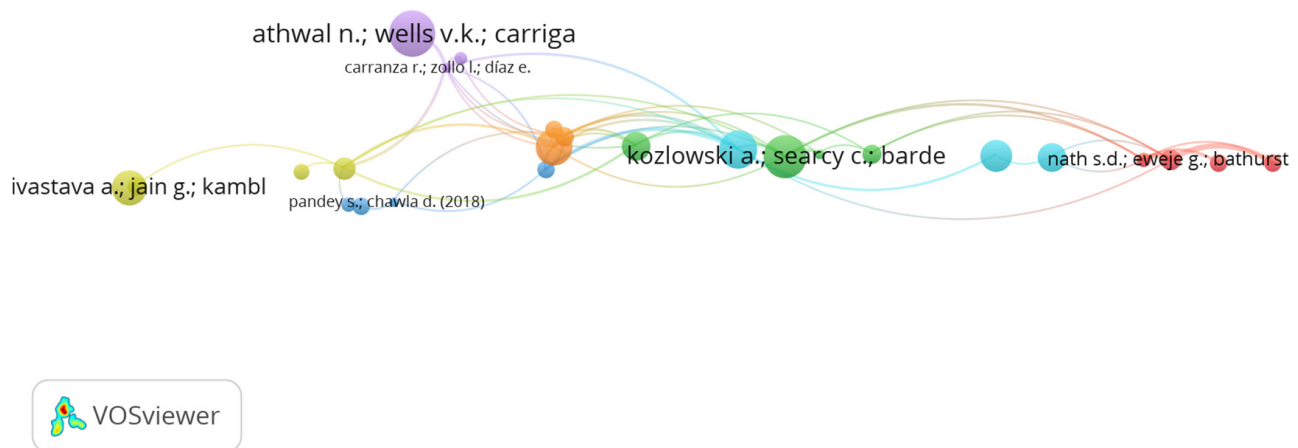 athwal n.; wells v.k.; carriga
carranza r.; zollo l.; díaz e.
kozlowski a.; searcy c.; barde
nath s.d.; eweje g.; bathurst
ivastava a.; jain g.; kambl
pandey s.; chawla d. (2018)
VOSviewer